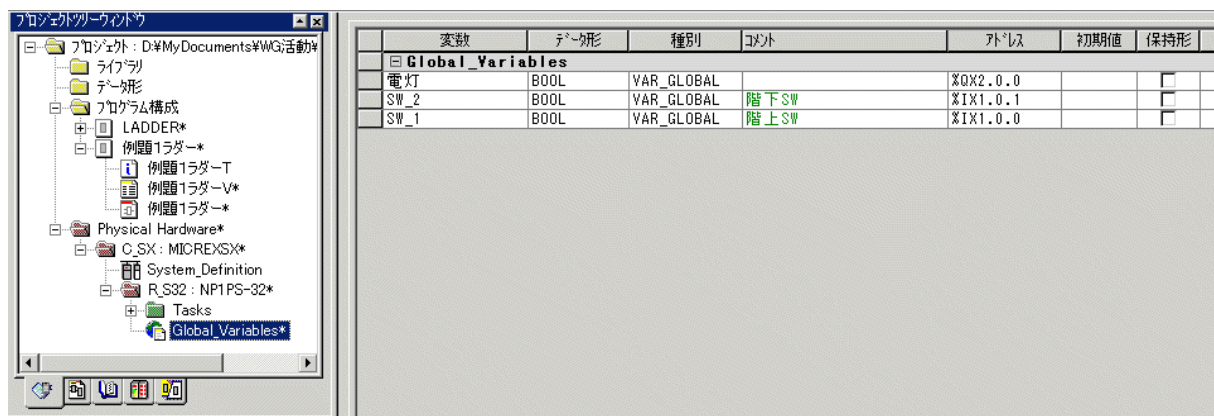 プロジェクトツリーウィンドウ
プロジェクト : D:¥MyDocuments¥WG活動¥
ライブラリ
データ形
プログラム構成
LADDER*
例題1ラダー*
例題1ラダーT
例題1ラダーV*
例題1ラダー*
Physical Hardware*
C_SX : MICREXSX*
System_Definition
R_S32 : NP1PS-32*
Tasks
Global_Variables*
変数 データ形 種別 コメント アドレス 初期値 保持形
Global_Variables
電灯 BOOL VAR_GLOBAL %QX2.0.0
SW_2 BOOL VAR_GLOBAL 階下SW %IX1.0.1
SW_1 BOOL VAR_GLOBAL 階上SW %IX1.0.0